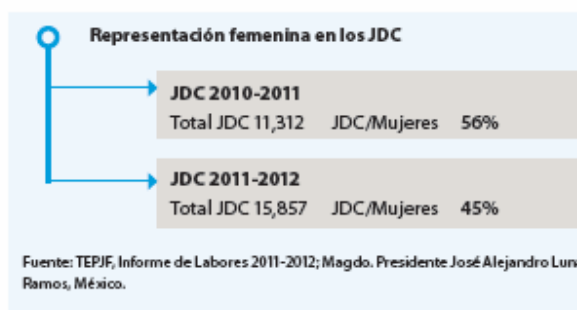 Representación femenina en los JDC
JDC 2010-2011
Total JDC 11,312 JDC/Mujeres 56%
JDC 2011-2012
Total JDC 15,857 JDC/Mujeres 45%
Fuente: TEPJF, Informe de Labores 2011-2012; Magdo. Presidente José Alejandro Luna
Ramos, México.